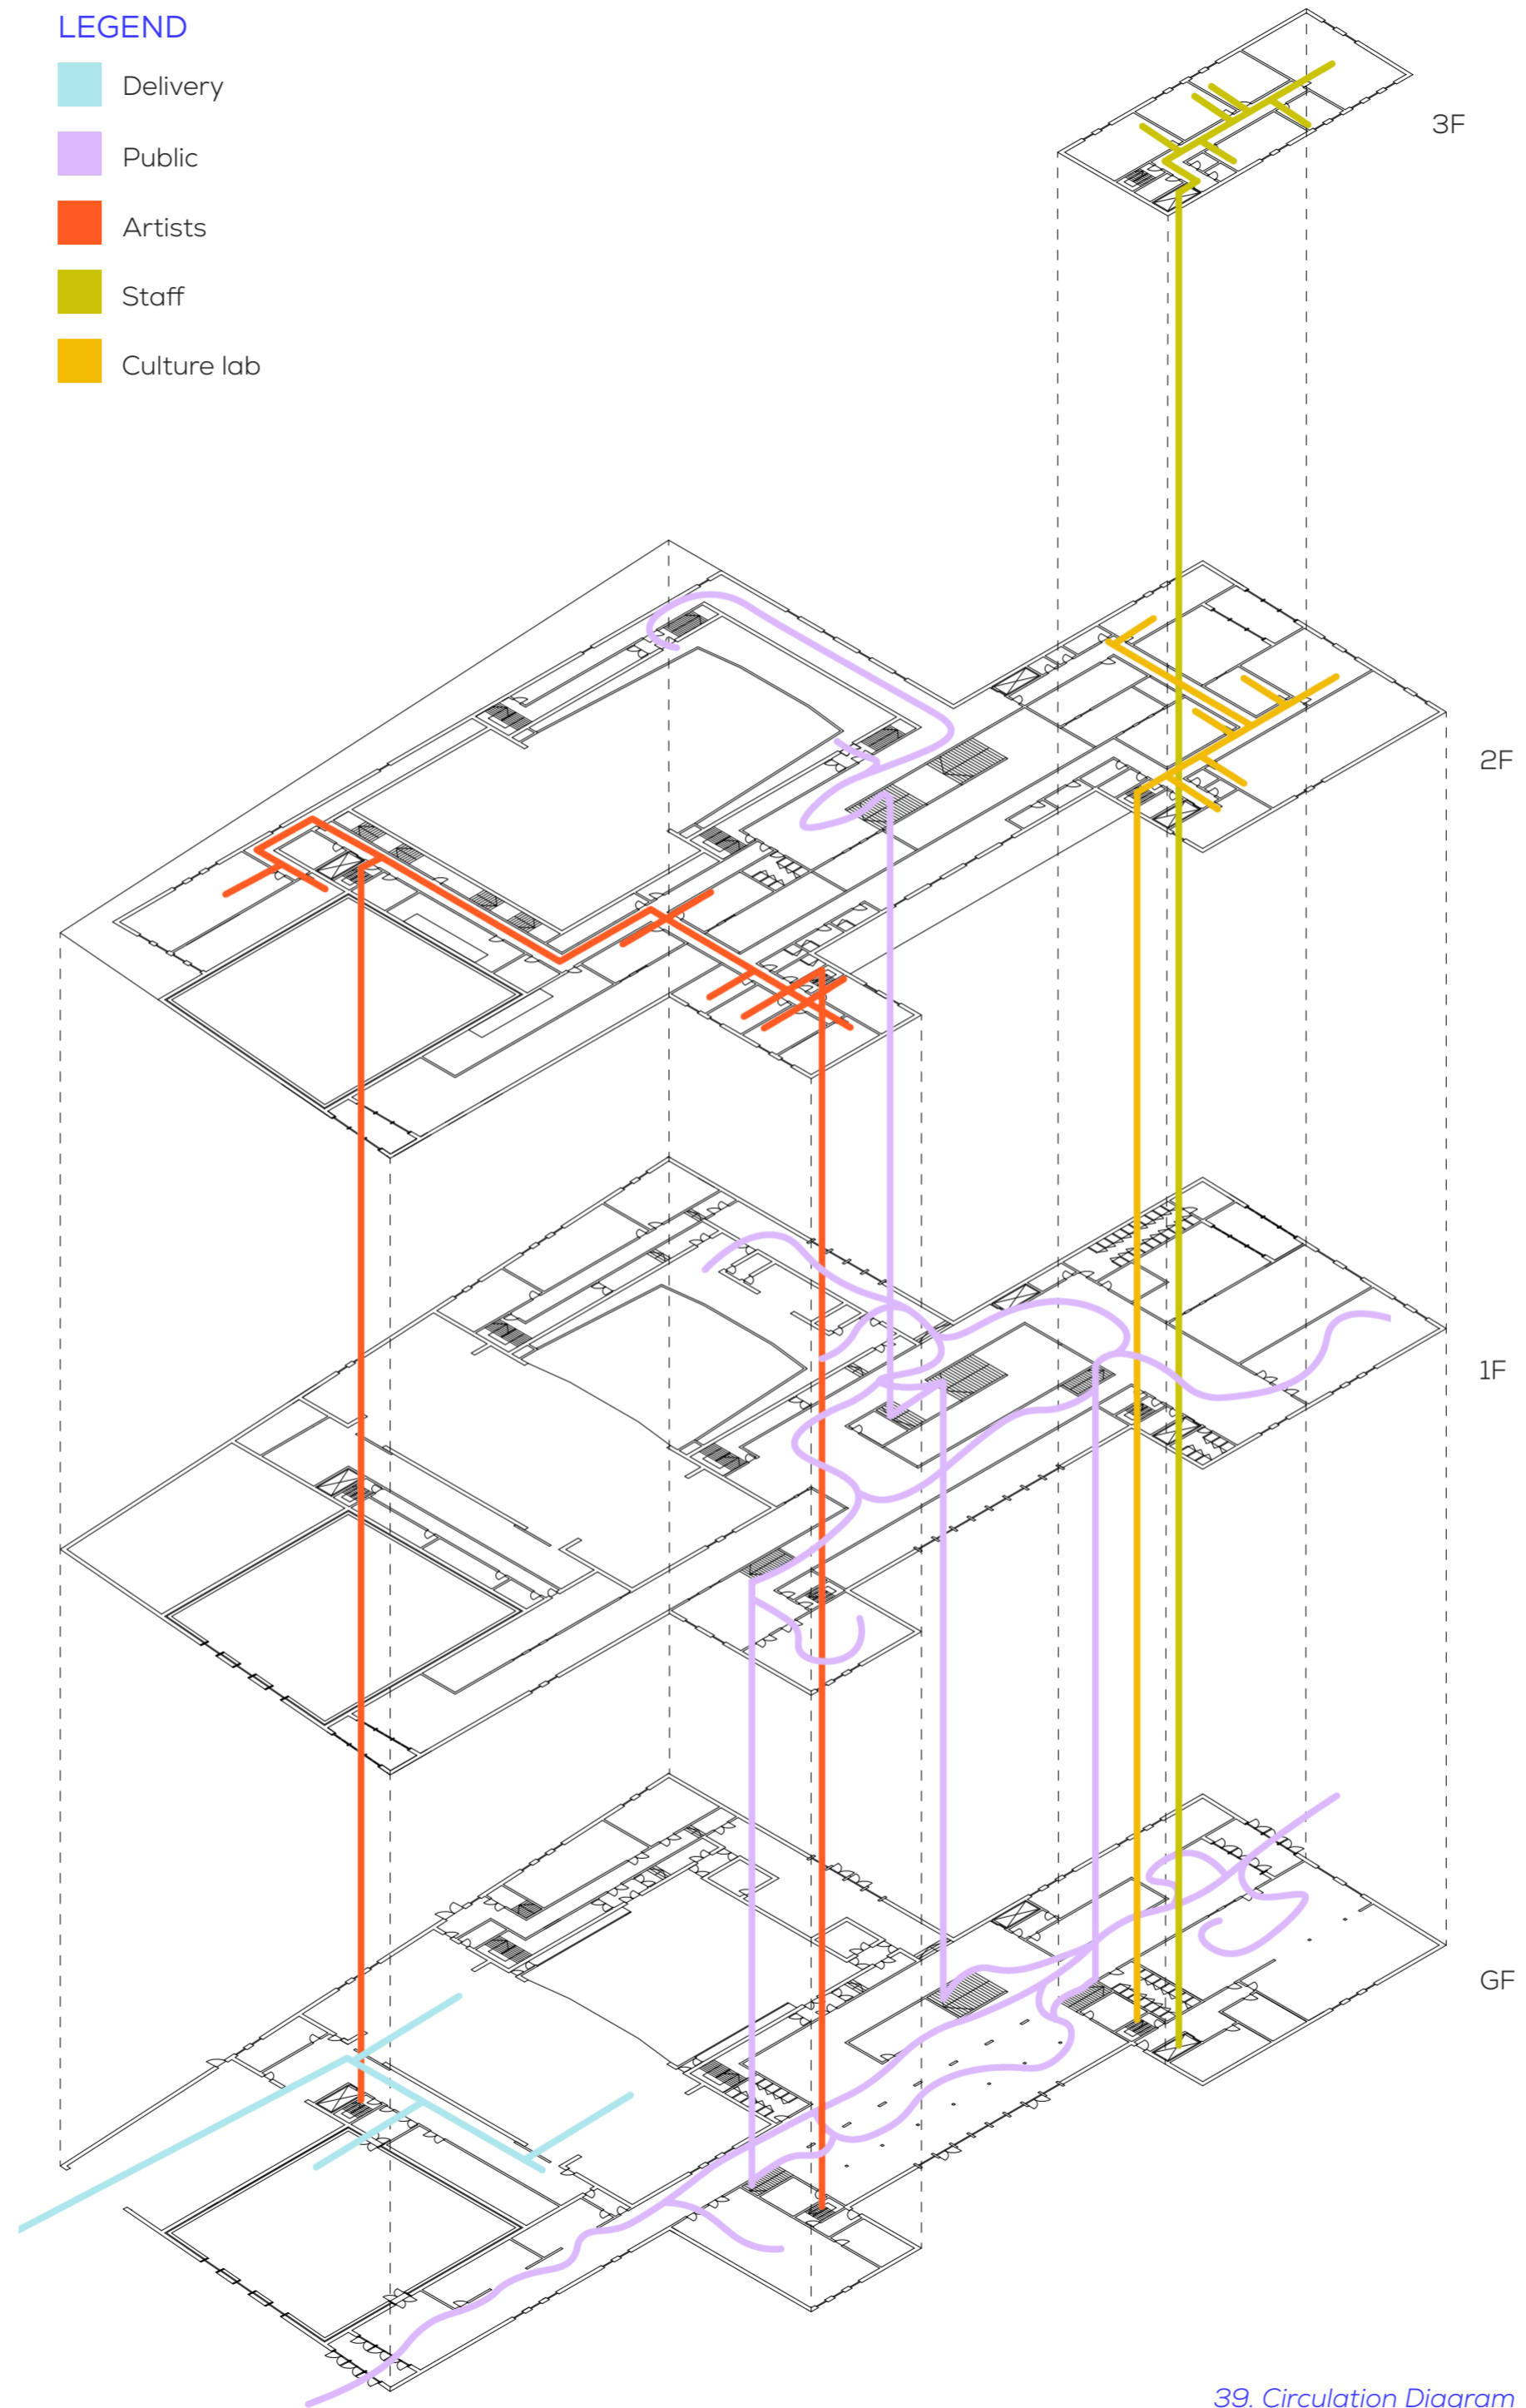 LEGEND
Delivery
Public
Artists
Staff
Culture lab
3F
2F
1F
GF
39. Circulation Diagram